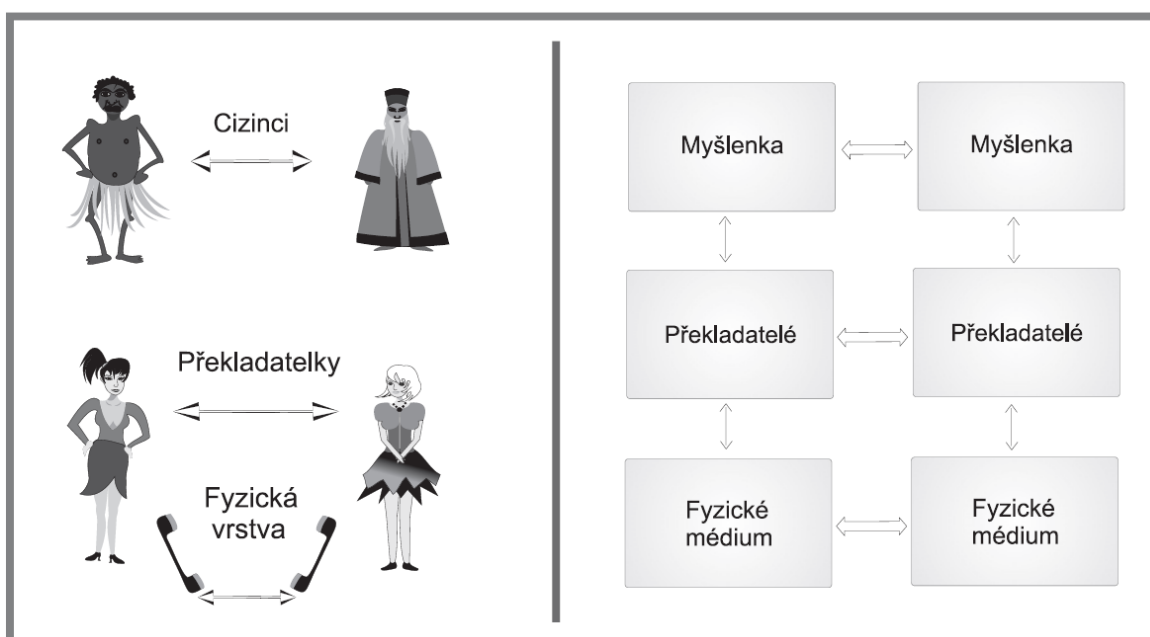 Cizinci
Překladatelky
Fyzická
vrstva
Myšlenka
Myšlenka
Překladatelé
Překladatelé
Fyzické
médium
Fyzické
médium